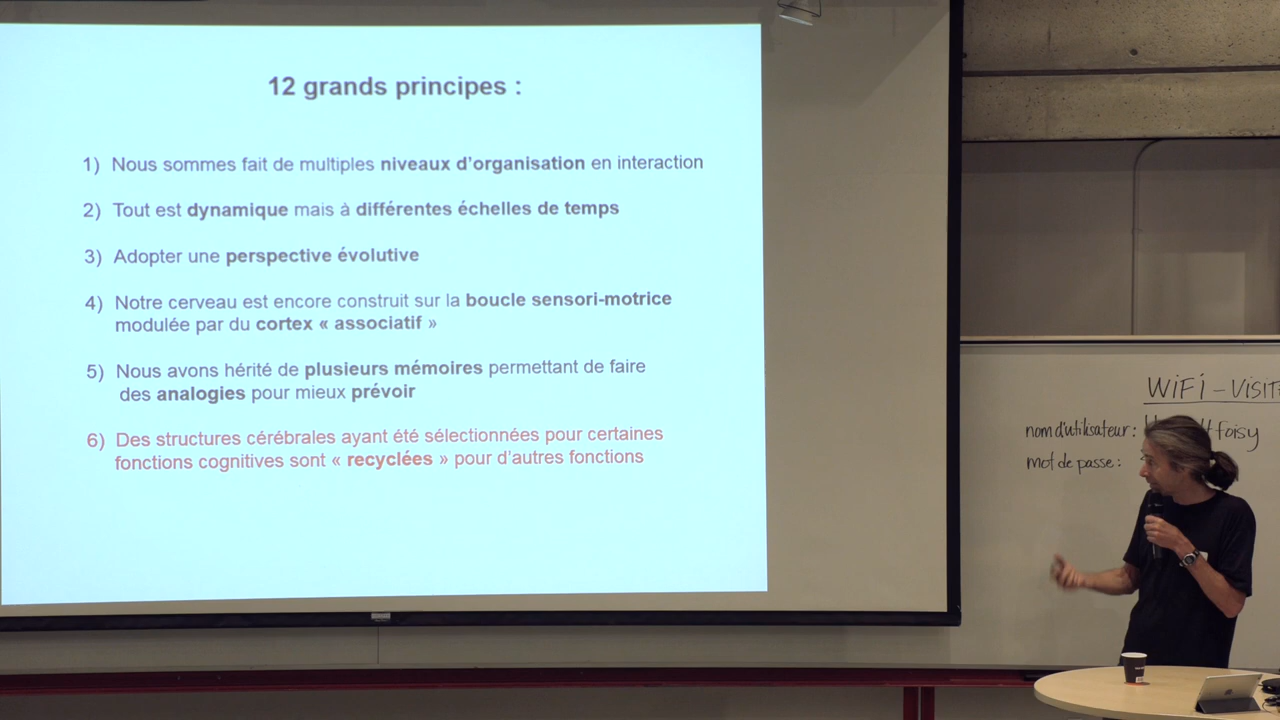 12 grands principes :
1) Nous sommes fait de multiples niveaux d'organisation en interaction
2) Tout est dynamique mais à différentes échelles de temps
3) Adopter une perspective évolutive
4) Notre cerveau est encore construit sur la boucle sensori-motrice
modulée par du cortex « associatif »
5) Nous avons hérité de plusieurs mémoires permettant de faire
des analogies pour mieux prévoir
6) Des structures cérébrales ayant été sélectionnées pour certaines
fonctions cognitives sont « recyclées » pour d'autres fonctions
WiFi - VISIT
nom d'utilisateur : foisy
mot de passe :